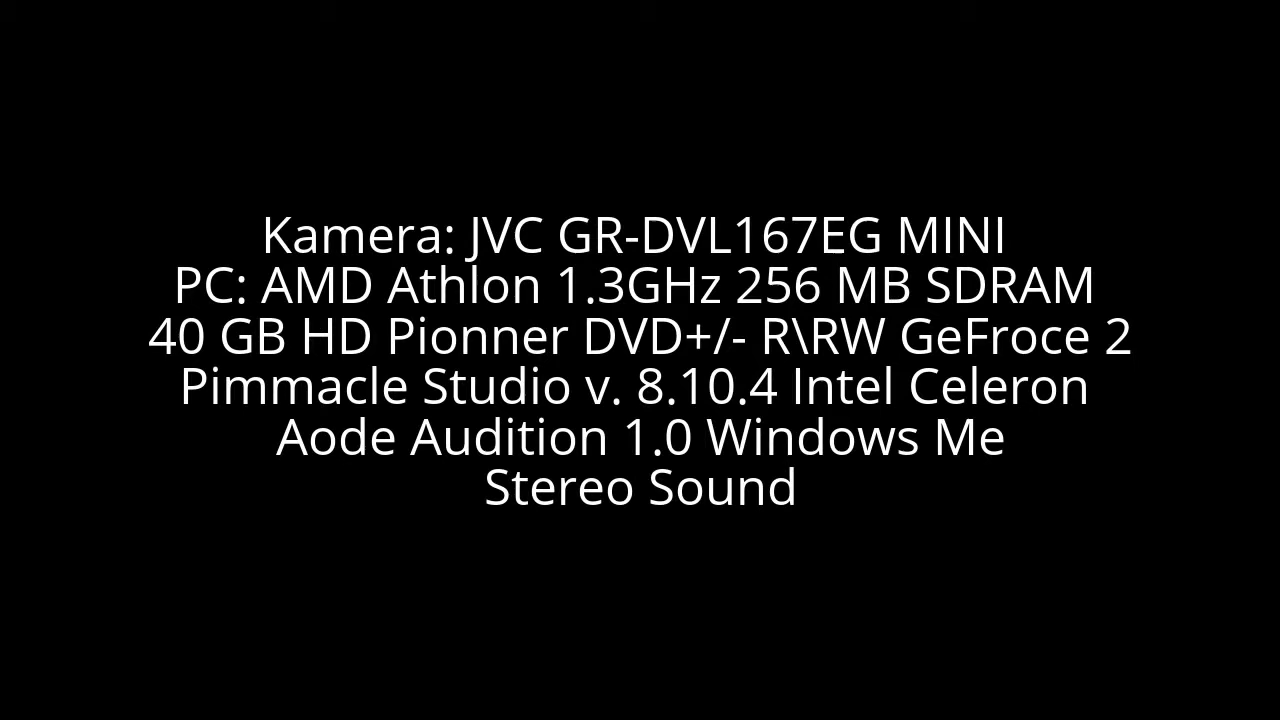 Kamera: JVC GR-DVL167EG MINI
PC: AMD Athlon 1.3GHz 256 MB SDRAM
40 GB HD Pionner DVD+/- R\RW GeFroce 2
Pimmacle Studio v. 8.10.4 Intel Celeron
Aode Audition 1.0 Windows Me
Stereo Sound